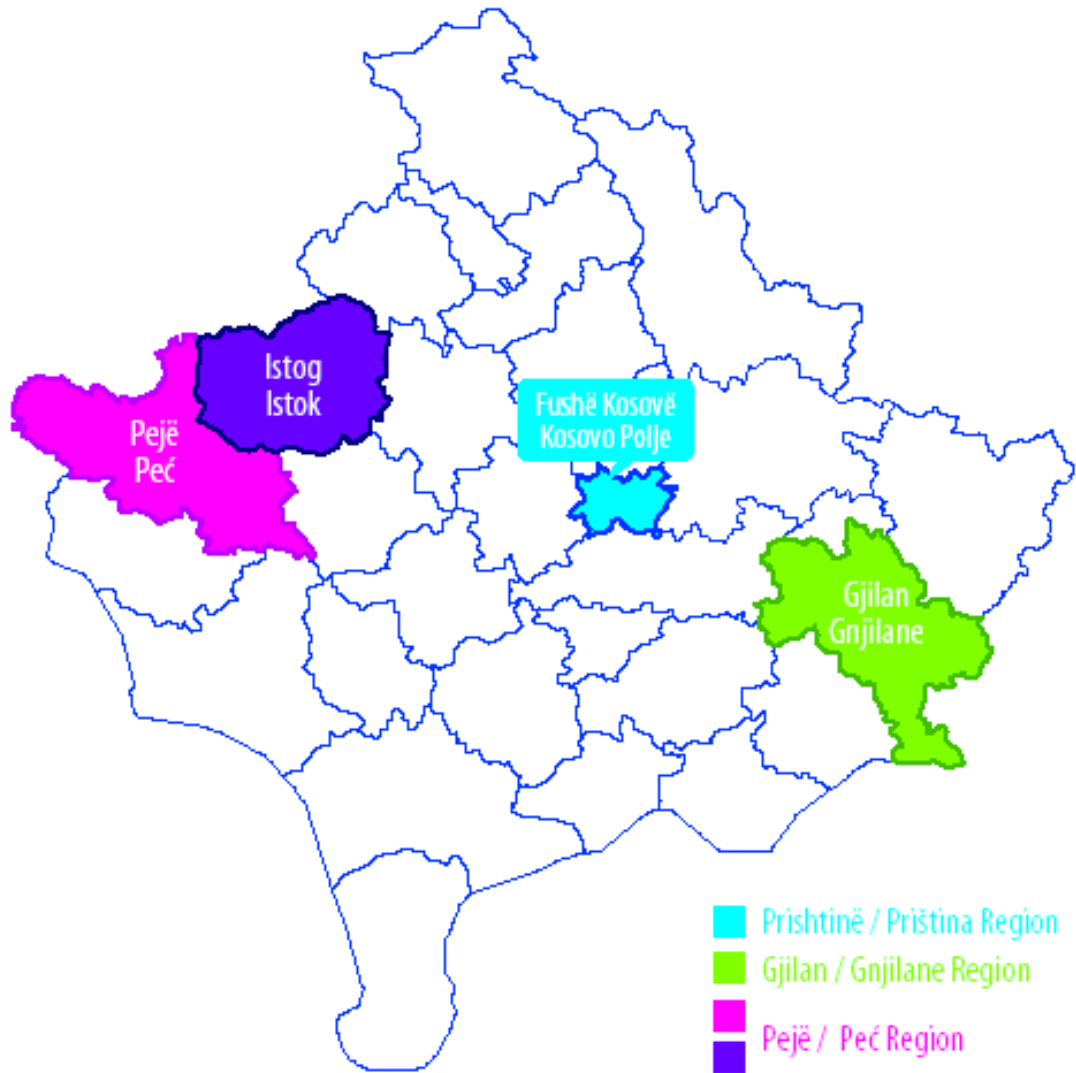 Istog
Istok
Pejë
Peć
Fushë Kosovë
Kosovo Polje
Gjilan
Gnjilane
Prishtinë / Priština Region
Gjilan / Gnjilane Region
Pejë / Peć Region